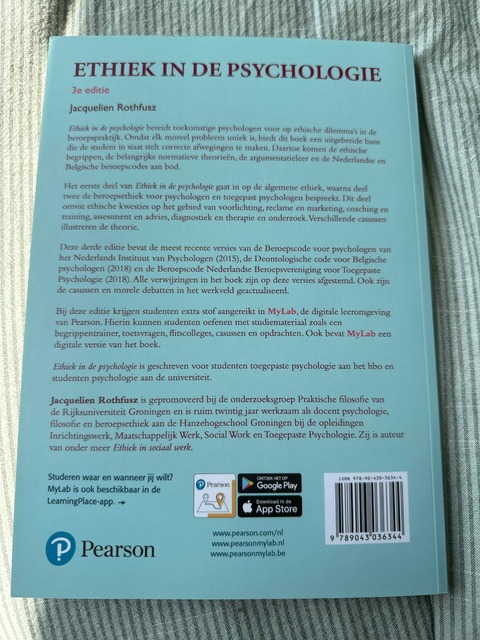 ETHIEK IN DE PSYCHOLOGIE
3e editie
Jacquelien Rothfusz
Ethiek in de psychologie bereidt toekomstige psychologen voor op ethische dilemma's in de
beroepspraktijk. Omdat elk moreel probleem uniek is, biedt dit boek een uitgebreide basis
die de student in staat stelt correcte afwegingen te maken. Daartoe komen de ethische
begrippen, de belangrijke normatieve theorieën, de argumentatieleer en de Nederlandse en
Belgische beroepscodes aan bod.
Het eerste deel van Ethiek in de psychologie gaat in op de algemene ethiek, waarna deel
twee de beroepsethiek voor psychologen en toegepast psychologen bespreekt. Dit deel
omvat ethische kwesties op het gebied van voorlichting, reclame en marketing, coaching en
training, assessment en advies, diagnostiek en therapie en onderzoek. Verschillende casussen
illustreren de theorie.
Deze derde editie bevat de meest recente versies van de Beroepscode voor psychologen van
het Nederlands Instituut van Psychologen (2015), de Deontologische code voor Belgische
psychologen (2018) en de Beroepscode Nederlandse Beroepsvereniging voor Toegepaste
Psychologie (2018). Alle verwijzingen in het boek zijn op deze versies afgestemd. Ook zijn
de casussen en morele debatten in het werkveld geactualiseerd.
Bij deze editie krijgen studenten extra stof aangereikt in MyLab, de digitale leeromgeving
van Pearson. Hierin kunnen studenten oefenen met studiemateriaal zoals een
begrippentrainer, toetsvragen, flitscolleges, casussen en opdrachten. Ook bevat MyLab een
digitale versie van het boek.
Ethiek in de psychologie is geschreven voor studenten toegepaste psychologie aan het hbo en
studenten psychologie aan de universiteit.
Jacquelien Rothfusz is gepromoveerd bij de onderzoeksgroep Praktische filosofie van
de Rijksuniversiteit Groningen en is ruim twintig jaar werkzaam als docent psychologie,
filosofie en beroepsethiek aan de Hanzehogeschool Groningen bij de opleidingen
Inrichtingswerk, Maatschappelijk Werk, Social Work en Toegepaste Psychologie. Zij is auteur
van onder meer Ethiek in sociaal werk.
Studeren waar en wanneer jij wilt?
MyLab is ook beschikbaar in de
LearningPlace-app. →
Pearson
ONTDEK HET OP
Google Play
Download in de
App Store
ISBN 978-90-430-3634-4
9 789043 036344
Pearson
www.pearson.com/nl
www.pearsonmylab.nl
www.pearsonmylab.be